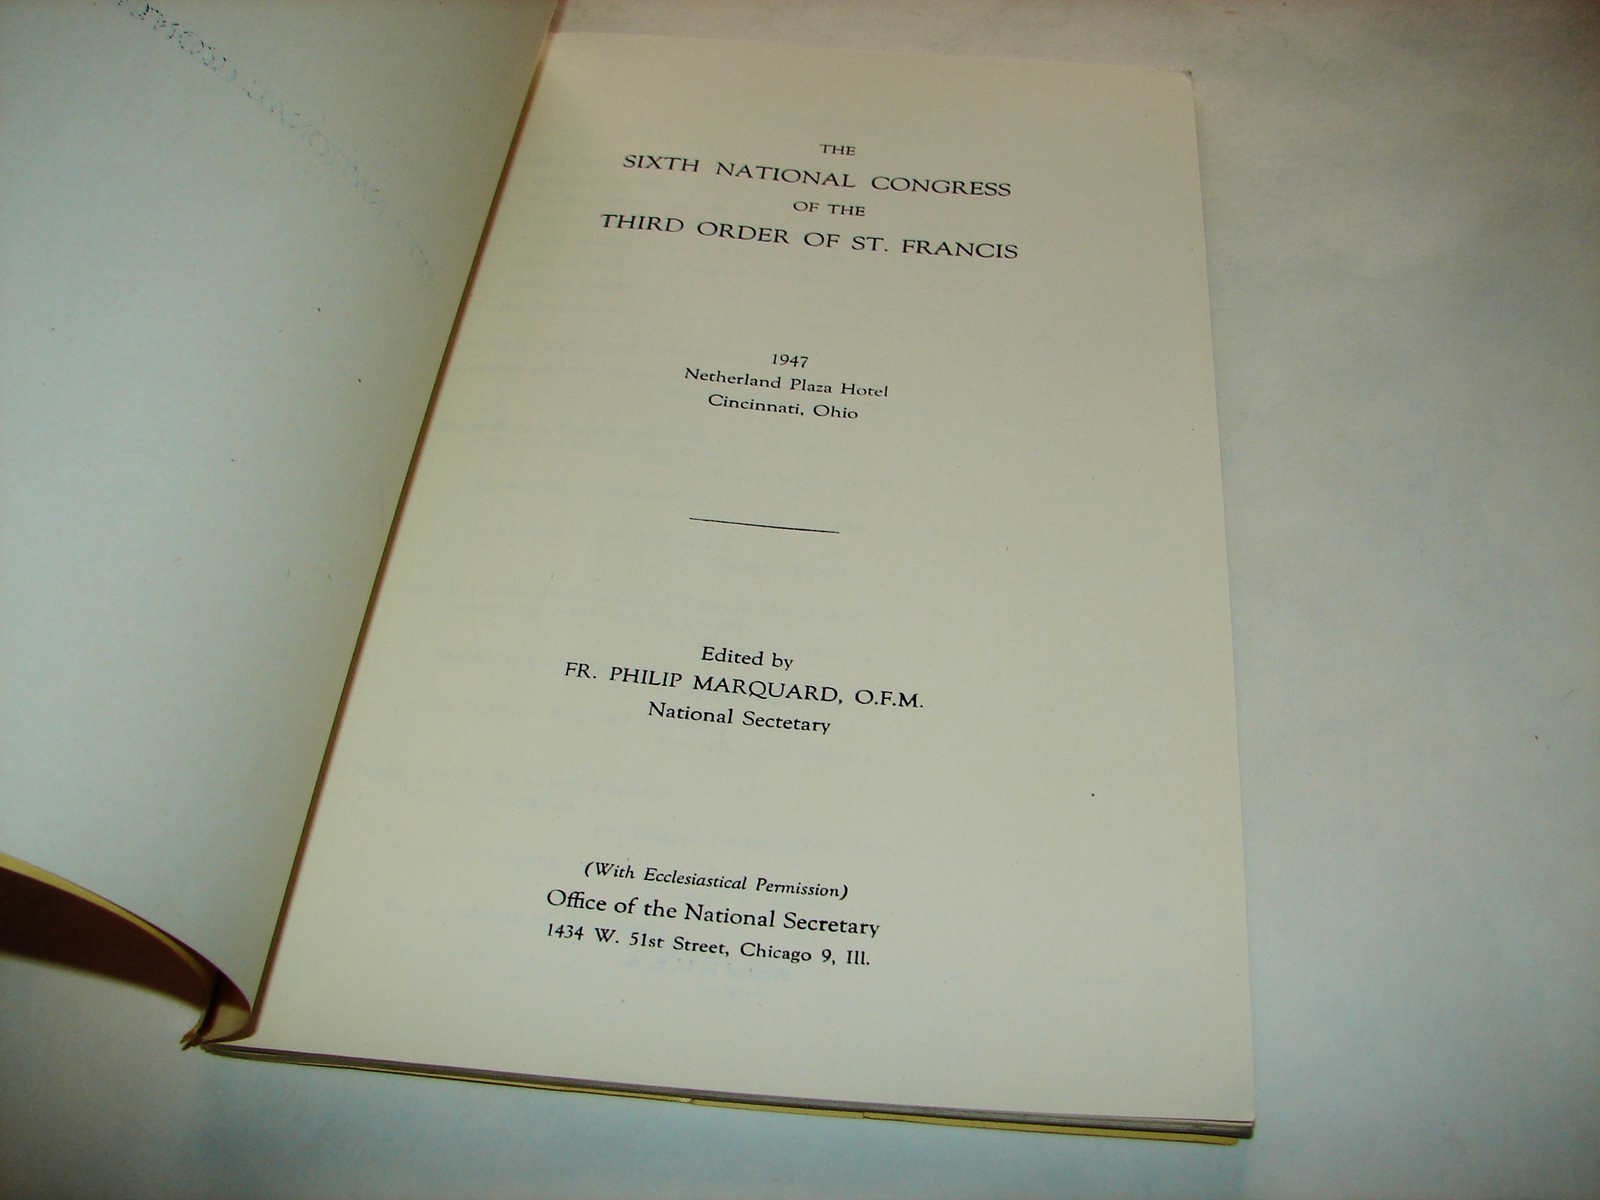 THE
SIXTH NATIONAL CONGRESS
OF THE
THIRD ORDER OF ST. FRANCIS
1947
Netherland Plaza Hotel
Cincinnati, Ohio
Edited by
FR. PHILIP MARQUARD, O.F.M.
National Sectetary
(With Ecclesiastical Permission)
Office of the National Secretary
1434 W. 51st Street, Chicago 9, Ill.